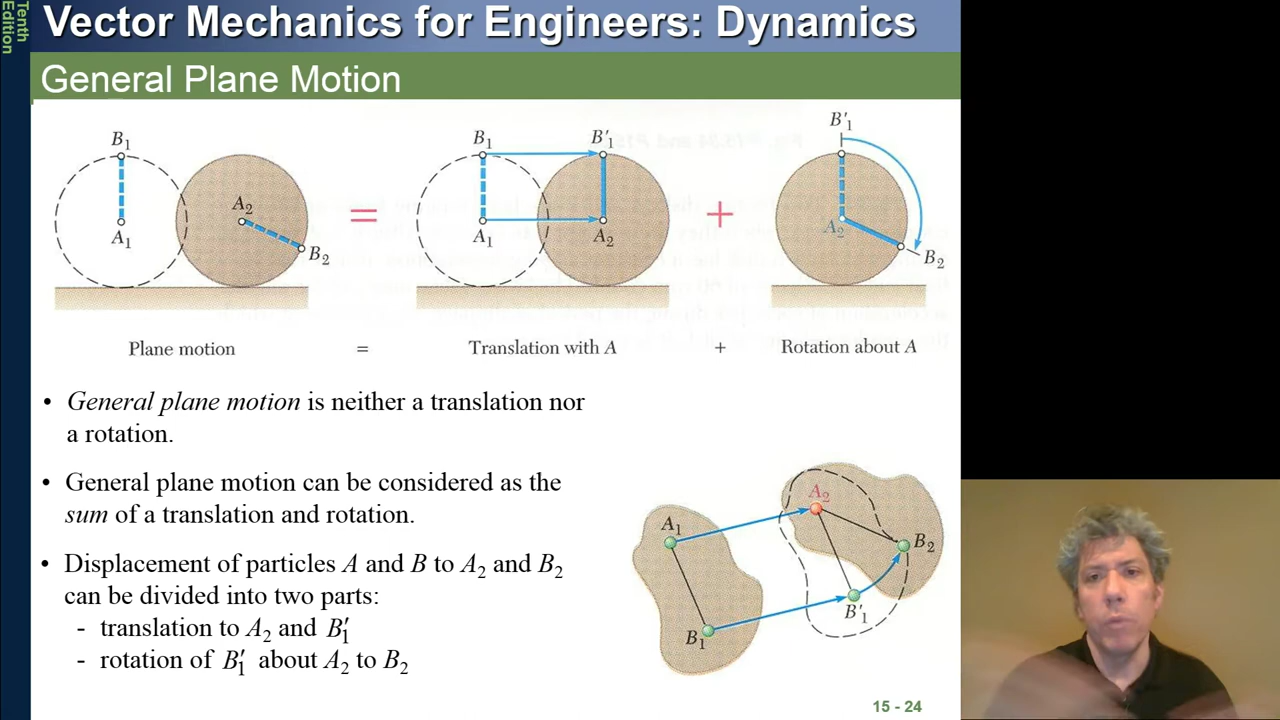 Tenth
Edition
Vector Mechanics for Engineers: Dynamics
General Plane Motion
B1 A1 A2 B2
=
B1 B'1 A1 A2
+
B'1 A2 B2
Plane motion = Translation with A + Rotation about A
• General plane motion is neither a translation nor
a rotation.
• General plane motion can be considered as the
sum of a translation and rotation.
• Displacement of particles A and B to A2 and B2
can be divided into two parts:
- translation to A2 and B'1
- rotation of B'1 about A2 to B2
A1 B1 A2 B2 B'1
15 - 24